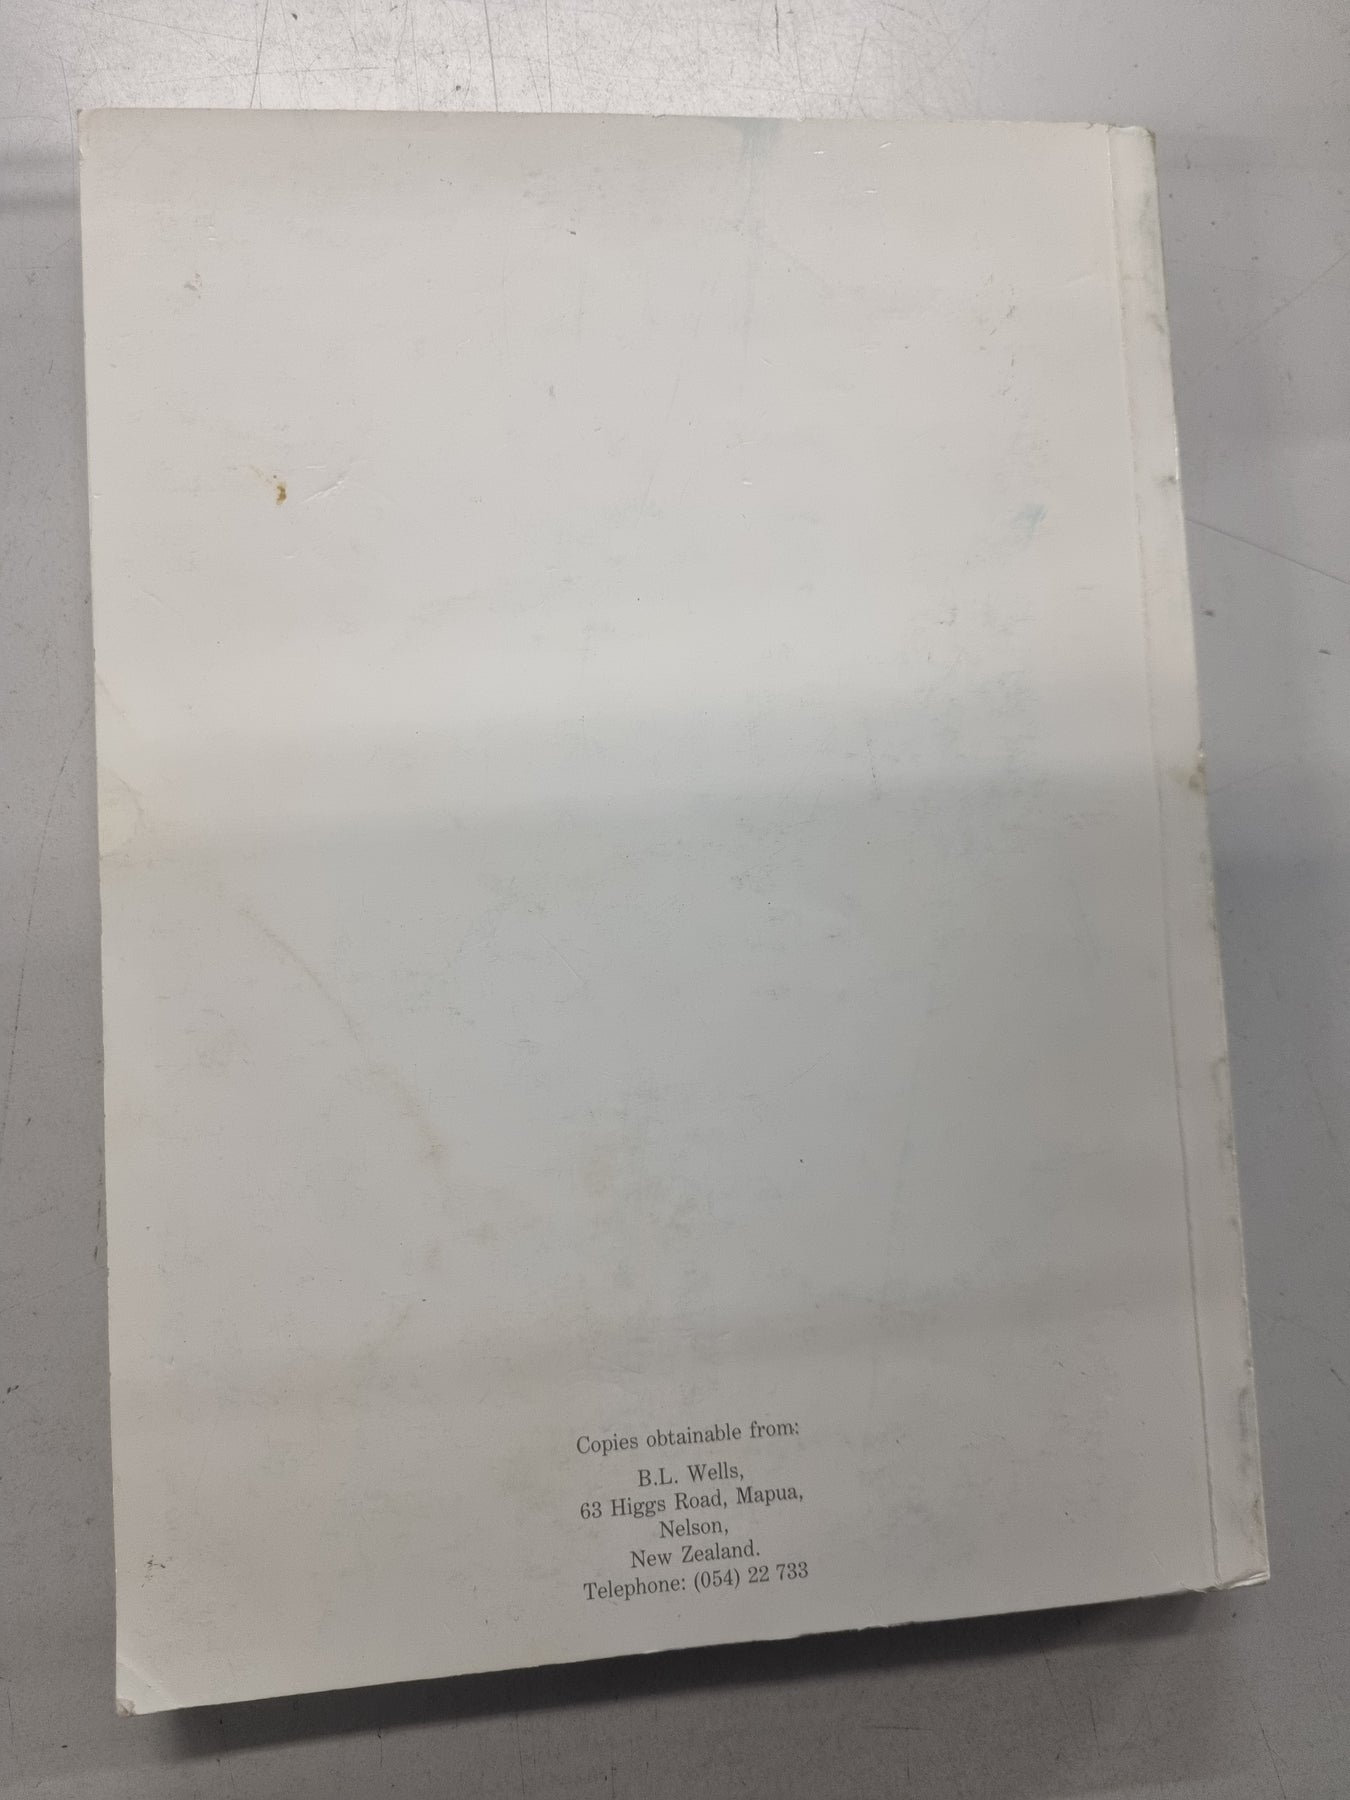 Copies obtainable from:
B.L. Wells,
63 Higgs Road, Mapua,
Nelson,
New Zealand.
Telephone: (054) 22 733